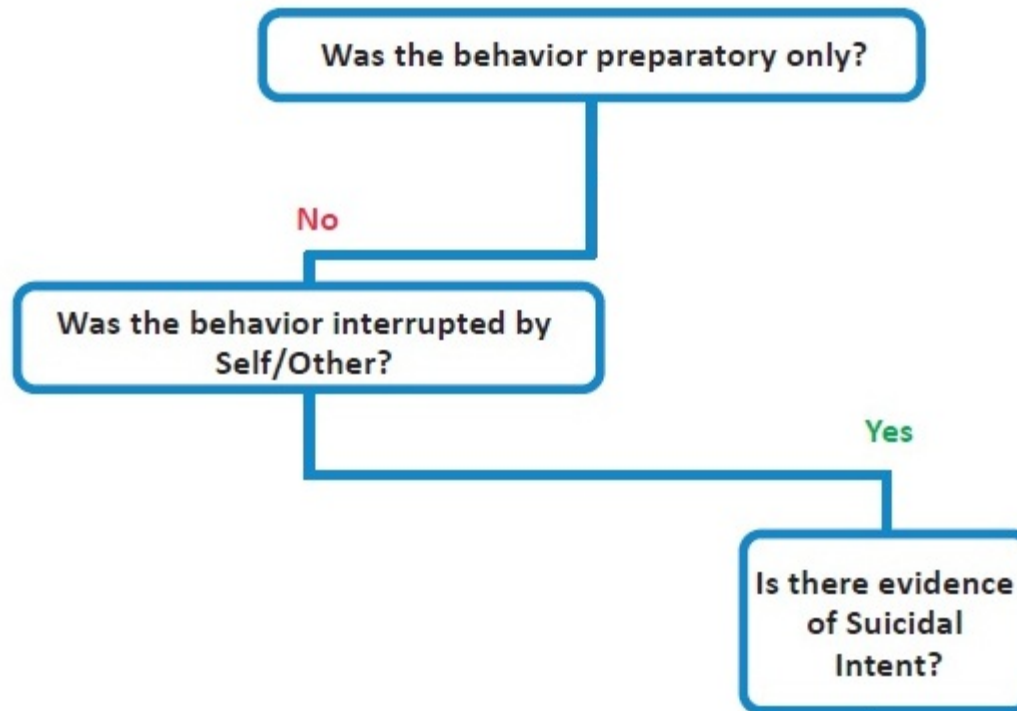 Was the behavior preparatory only?
No
Was the behavior interrupted by
Self/Other?
Yes
Is there evidence
of Suicidal
Intent?